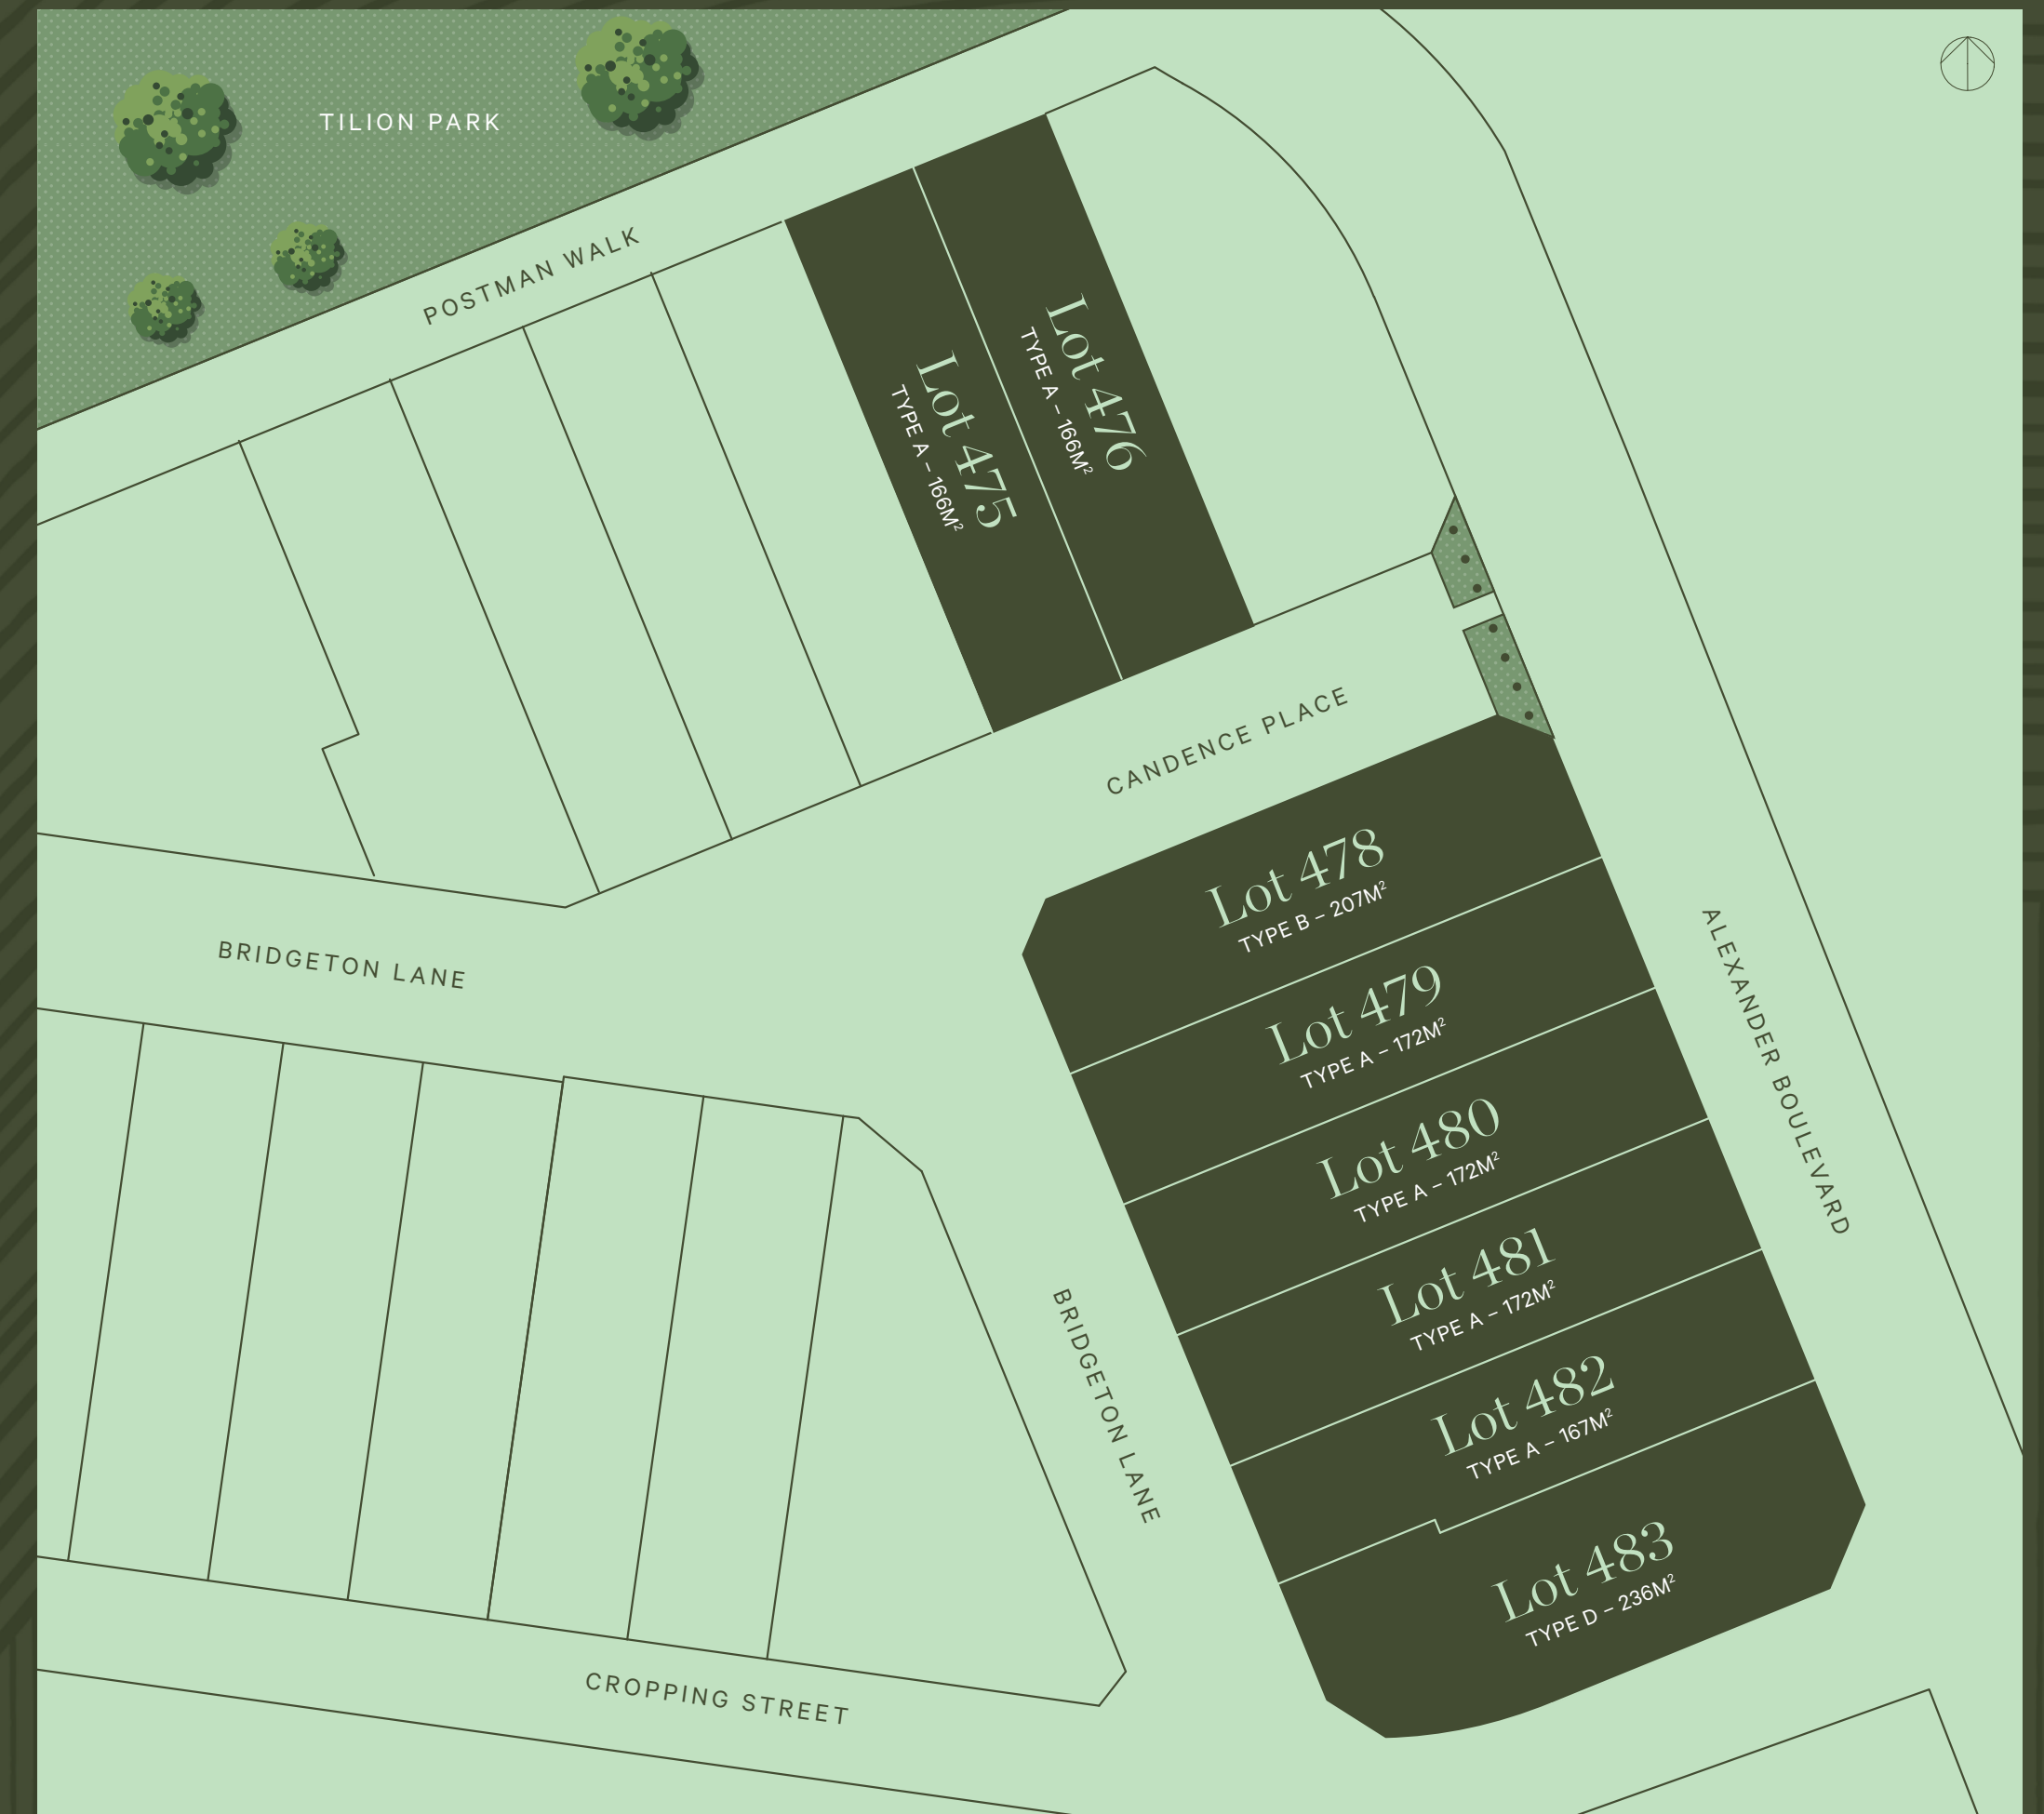 TILION PARK
POSTMAN WALK
Lot 475
TYPE A – 166M²
Lot 476
TYPE A – 166M²
CANDENCE PLACE
Lot 478
TYPE B – 207M²
BRIDGETON LANE
Lot 479
TYPE A – 172M²
ALEXANDER BOULEVARD
Lot 480
TYPE A – 172M²
Lot 481
TYPE A – 172M²
BRIDGETON LANE
Lot 482
TYPE A – 167M²
Lot 483
TYPE D – 236M²
CROPPING STREET